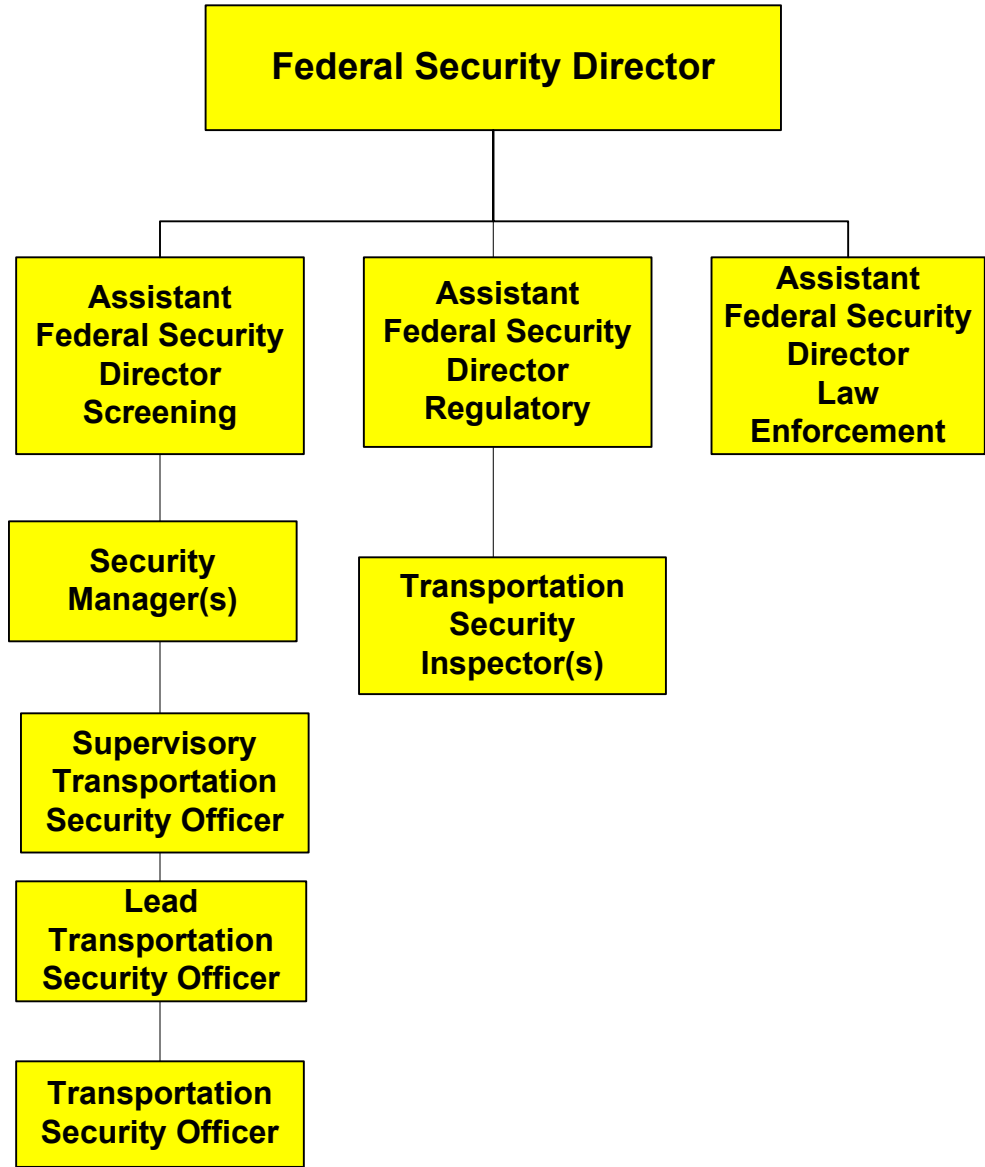 Federal Security Director
Assistant
Federal Security
Director
Screening
Assistant
Federal Security
Director
Regulatory
Assistant
Federal Security
Director
Law
Enforcement
Security
Manager(s)
Transportation
Security
Inspector(s)
Supervisory
Transportation
Security Officer
Lead
Transportation
Security Officer
Transportation
Security Officer